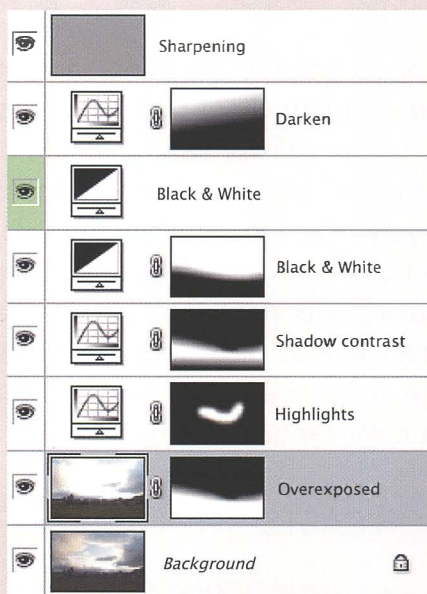 Sharpening
Darken
Black & White
Black & White
Shadow contrast
Highlights
Overexposed
Background